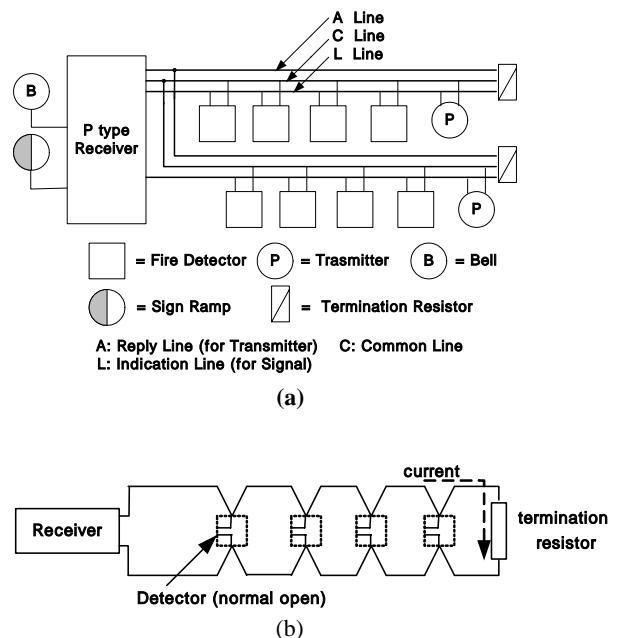 A Line
C Line
L Line
B
P type
Receiver
P
P
= Fire Detector
P
= Trasmitter
B
= Bell
= Sign Ramp
= Termination Resistor
A: Reply Line (for Transmitter) C: Common Line
L: Indication Line (for Signal)
(a)
current
Receiver
termination
resistor
Detector (normal open)
(b)